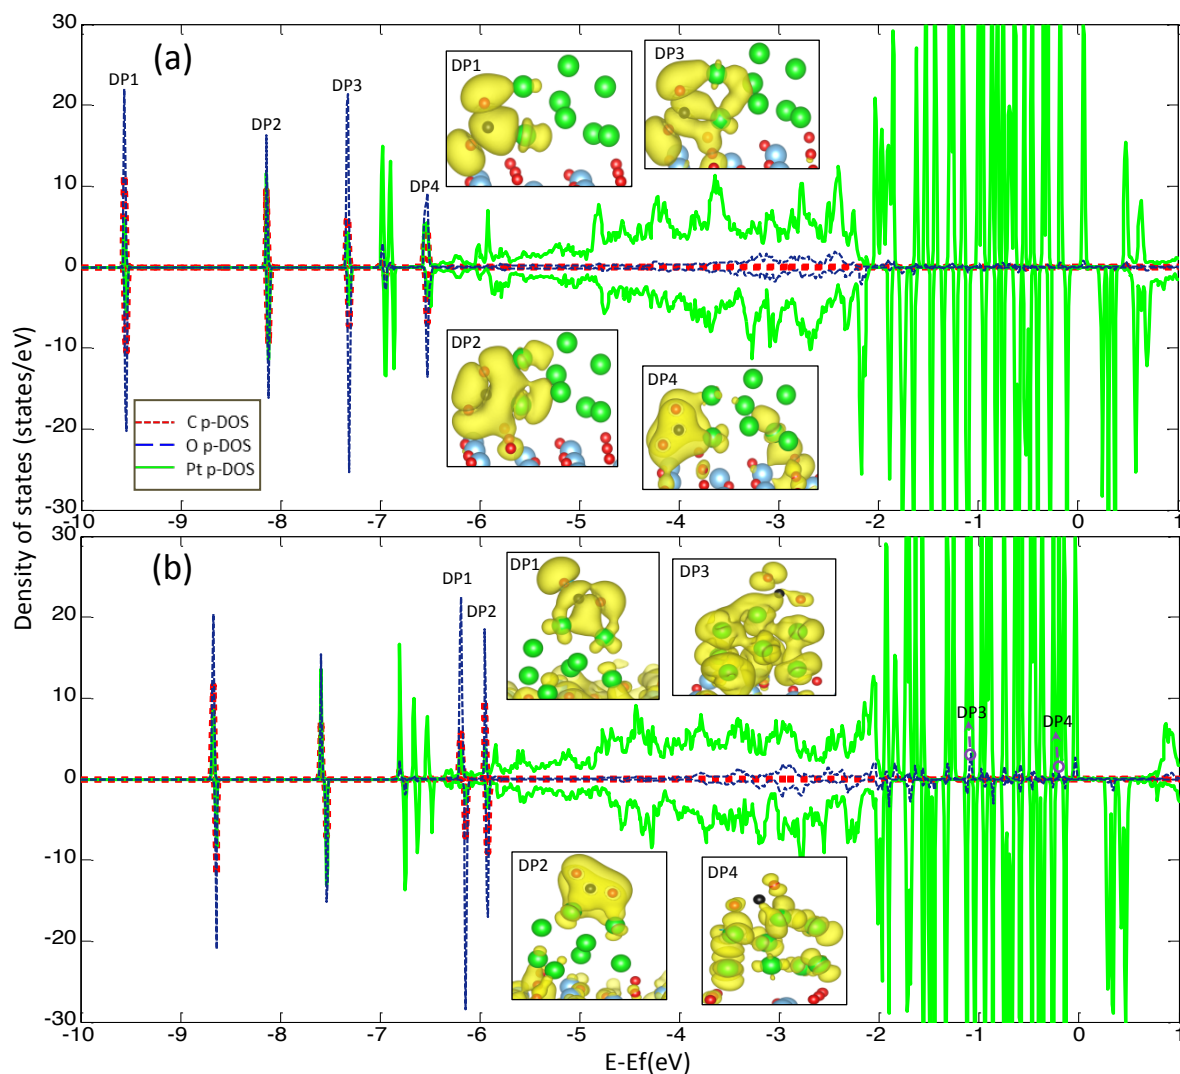 30
(a)
DP1
DP3
20
DP1
DP2
DP3
10
DP4
0
DP2
DP4
-10
C p-DOS
O p-DOS
Pt p-DOS
-20
-30
-10 -9 -8 -7 -6 -5 -4 -3 -2 -1 0 1
Density of states (states/eV)
30
(b)
DP1
DP3
DP1
20
DP2
10
DP3
DP4
0
-10
DP2
DP4
-20
-30
-10 -9 -8 -7 -6 -5 -4 -3 -2 -1 0 1
E-Ef(eV)